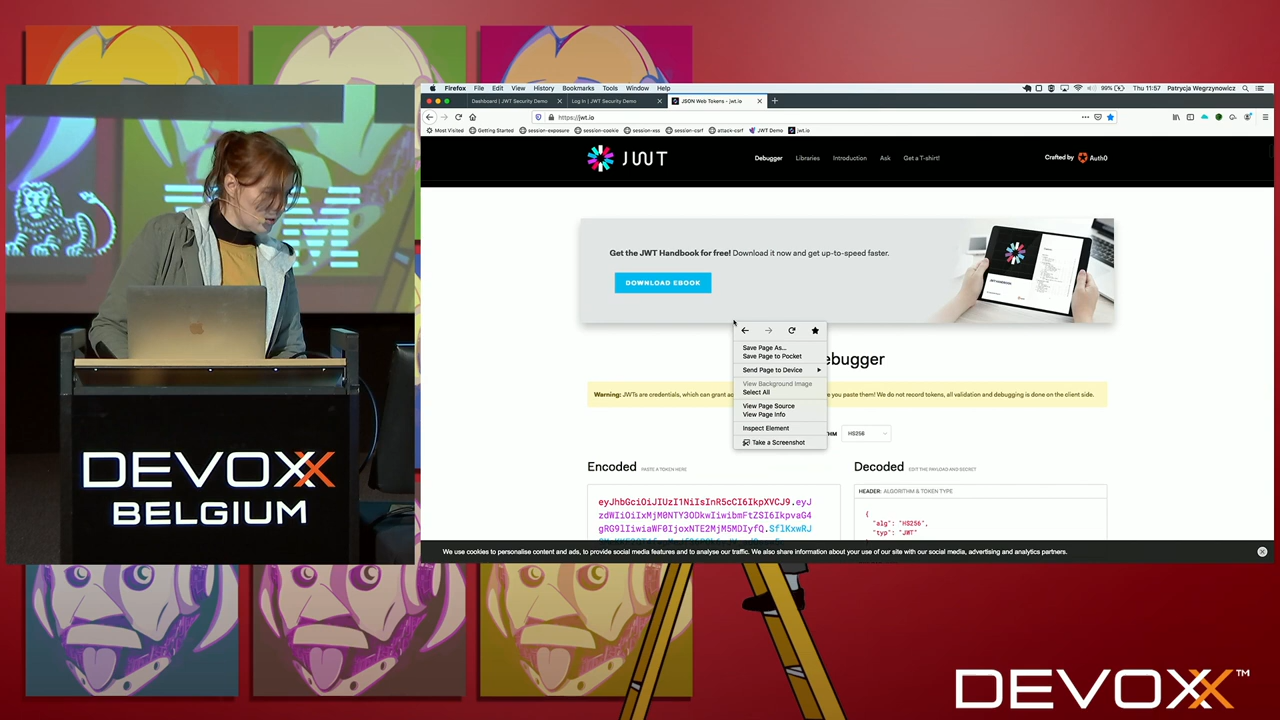 Firefox File Edit View History Bookmarks Tools Window Help
99% Thu 11:57 Patrycja Wegrzynowicz
Dashboard | JWT Security Demo
Log In | JWT Security Demo
JSON Web Tokens - jwt.io
https://jwt.io
Most Visited Getting Started session-exposure session-cookie session-xss session-csrf attack-csrf JWT Demo jwt.io
JWT
Debugger Libraries Introduction Ask Get a T-shirt!
Crafted by Auth0
Get the JWT Handbook for free! Download it now and get up-to-speed faster.
DOWNLOAD EBOOK
Save Page As...
Save Page to Pocket
Send Page to Device
View Background Image
Select All
View Page Source
View Page Info
Inspect Element
Take a Screenshot
ebugger
Warning: JWTs are credentials, which can grant ac
e you paste them! We do not record tokens, all validation and debugging is done on the client side.
HM HS256
Encoded PASTE A TOKEN HERE
Decoded EDIT THE PAYLOAD AND SECRET
eyJhbGciOiJIUzI1NiIsInR5cCI6IkpXVCJ9.eyJ
zdWIiOiIxMjM0NTY3ODkwIiwibmFtZSI6IkpvaG4
gRG9lIiwiaWF0IjoxNTE2MjM5MDIyfQ.SflKxwRJ
HEADER: ALGORITHM & TOKEN TYPE
{
"alg": "HS256",
"typ": "JWT"
We use cookies to personalise content and ads, to provide social media features and to analyse our traffic. We also share information about your use of our site with our social media, advertising and analytics partners.
DEVOXX
BELGIUM
DEVOXX™